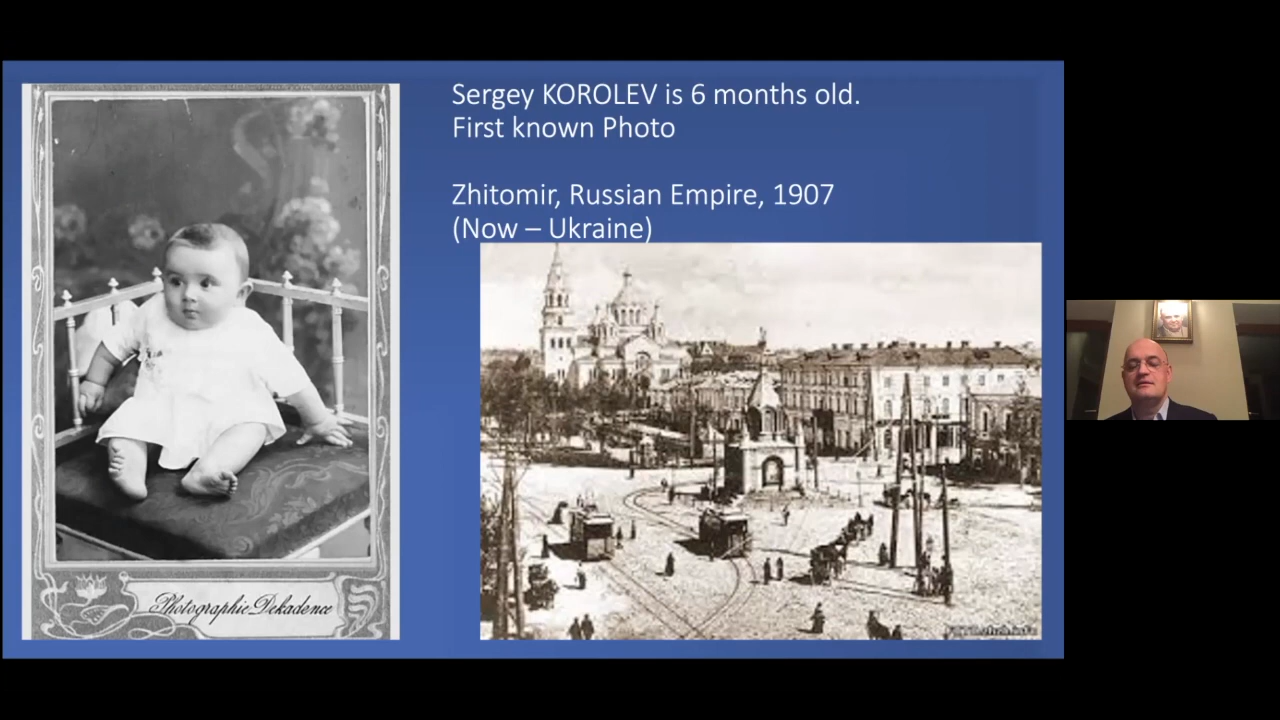 Sergey KOROLEV is 6 months old.
First known Photo
Zhitomir, Russian Empire, 1907
(Now – Ukraine)
Photographie Dekadence